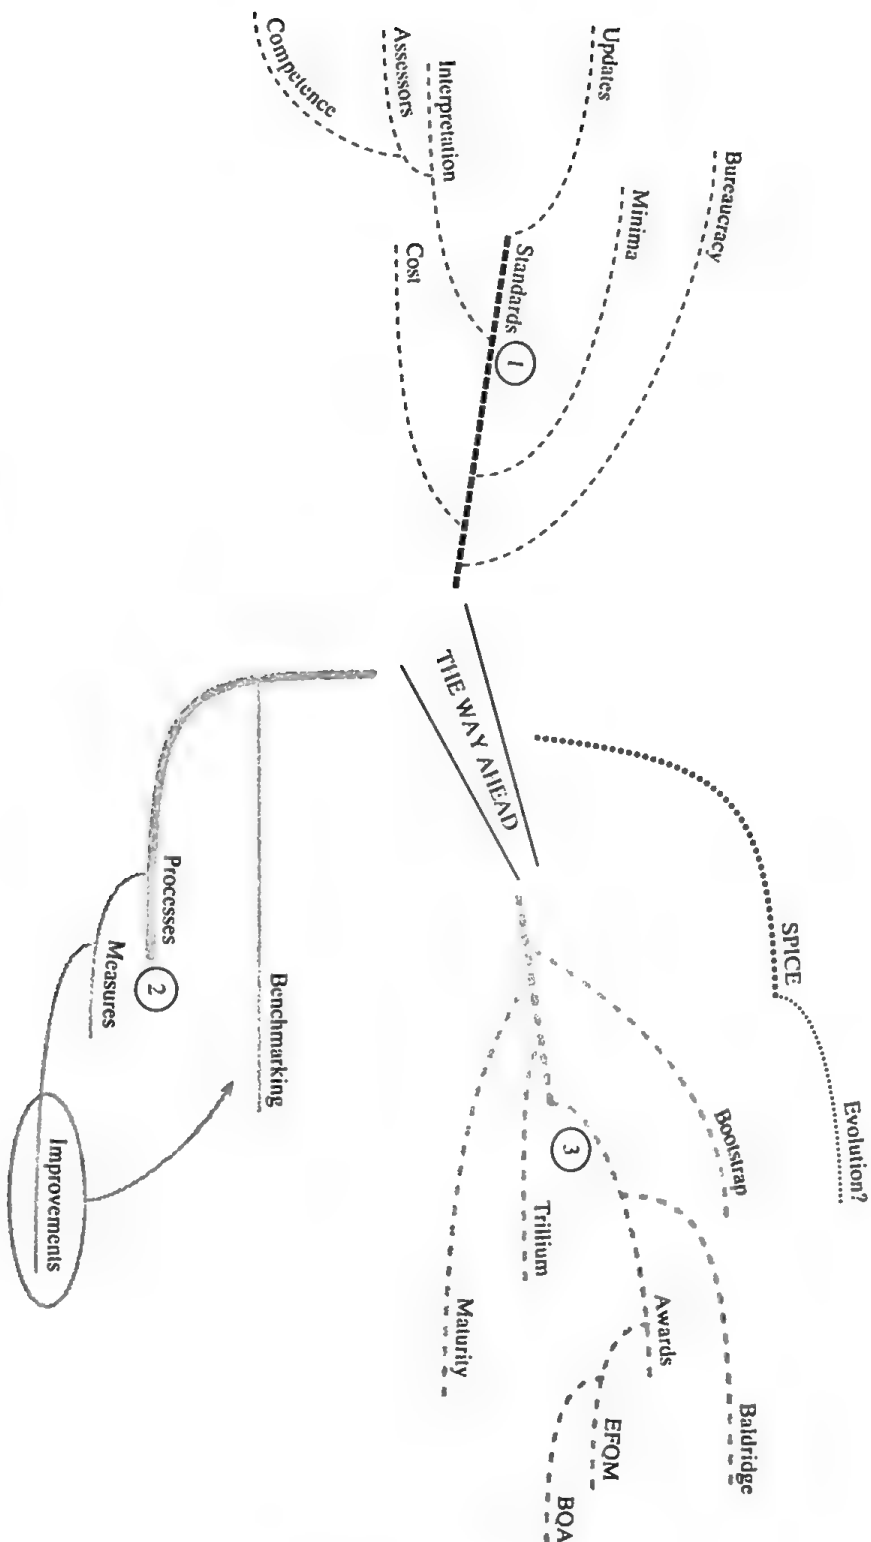 Bureaucracy
Updates
Minima
Standards
1
Interpretation
Assessors
Competence
Cost
THE WAY AHEAD
SPICE
Evolution?
Bootstrap
3
Baldridge
Awards
EFQM
BQA
Trillium
Maturity
Benchmarking
Processes
2
Measures
Improvements